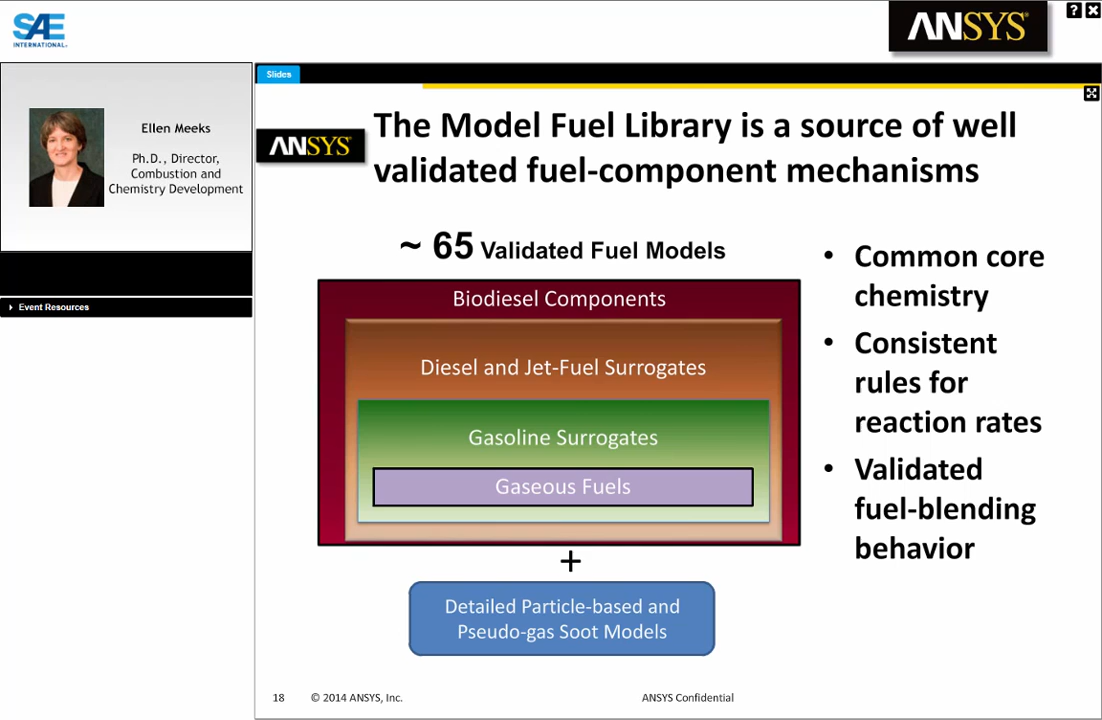 SAE
INTERNATIONAL®
ANSYS®
?
Slides
Ellen Meeks
Ph.D., Director,
Combustion and
Chemistry Development
Event Resources
ANSYS
The Model Fuel Library is a source of well
validated fuel-component mechanisms
~ 65 Validated Fuel Models
Biodiesel Components
Diesel and Jet-Fuel Surrogates
Gasoline Surrogates
Gaseous Fuels
+
Detailed Particle-based and
Pseudo-gas Soot Models
• Common core
chemistry
• Consistent
rules for
reaction rates
• Validated
fuel-blending
behavior
18
© 2014 ANSYS, Inc.
ANSYS Confidential